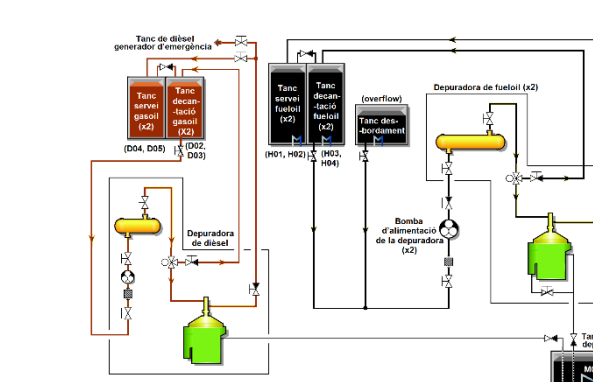 Tanc de dièsel
generador d'emergència
Tanc
servei
gasoil
(x2)
Tanc
decan-
tació
gasoil
(X2)
(D04, D05)
(D02,
D03)
Tanc
servei
fueloil
(x2)
Tanc
decan-
tació
fueloil
(x2)
(H01, H02)
(H03,
H04)
(overflow)
Tanc des-
bordament
Depuradora de fueloil (x2)
Bomba
d'alimentació
de la depuradora
(x2)
Depuradora
de dièsel